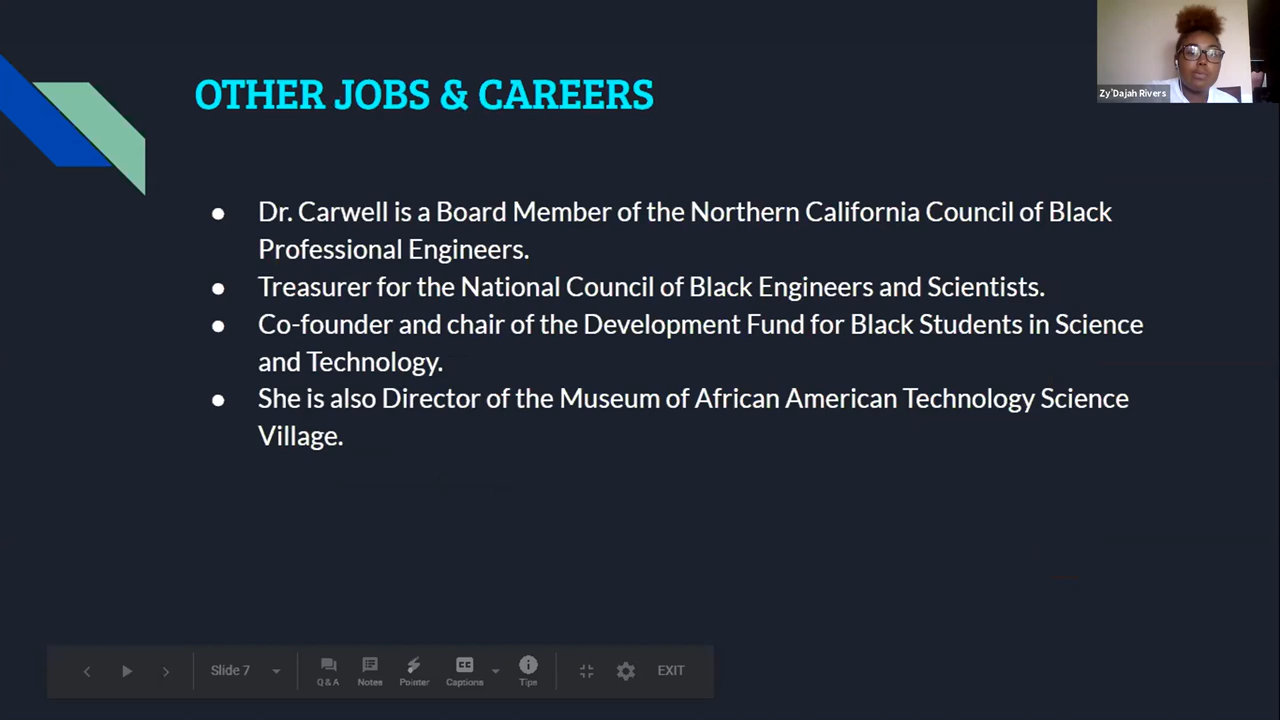 OTHER JOBS & CAREERS
Zy'Dajah Rivers
● Dr. Carwell is a Board Member of the Northern California Council of Black
Professional Engineers.
● Treasurer for the National Council of Black Engineers and Scientists.
● Co-founder and chair of the Development Fund for Black Students in Science
and Technology.
● She is also Director of the Museum of African American Technology Science
Village.
Slide 7
Q & A
Notes
Pointer
CC
Captions
Tips
EXIT